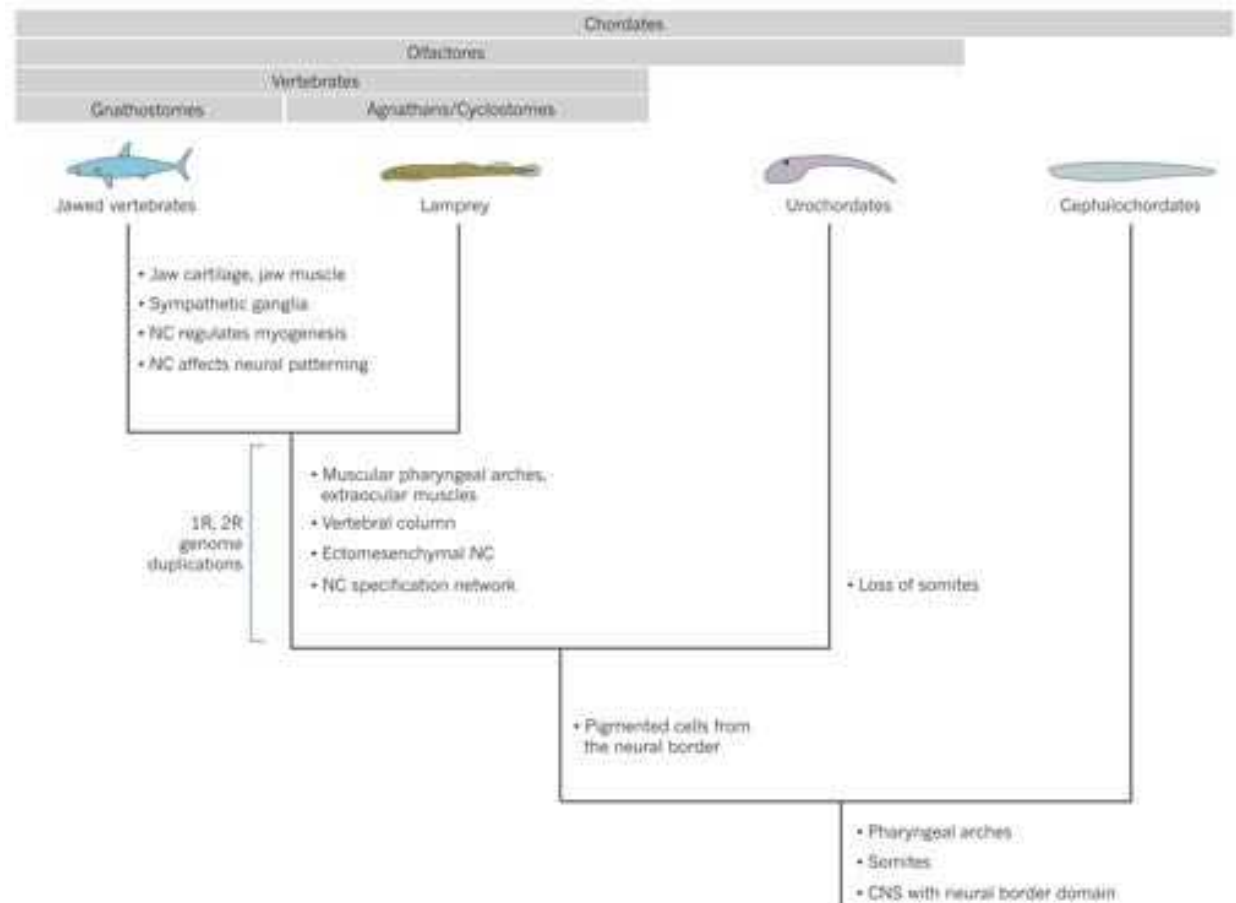 Chordates
Olfactores
Vertebrates
Gnathostomes
Agnathans/Cyclostomes
Jawed vertebrates
Lamprey
Urochordates
Cephalochordates
• Jaw cartilage, jaw muscle
• Sympathetic ganglia
• NC regulates myogenesis
• NC affects neural patterning
1R, 2R
genome
duplications
• Muscular pharyngeal arches,
extraocular muscles
• Vertebral column
• Ectomesenchymal NC
• NC specification network
• Loss of somites
• Pigmented cells from
the neural border
• Pharyngeal arches
• Somites
• CNS with neural border domain